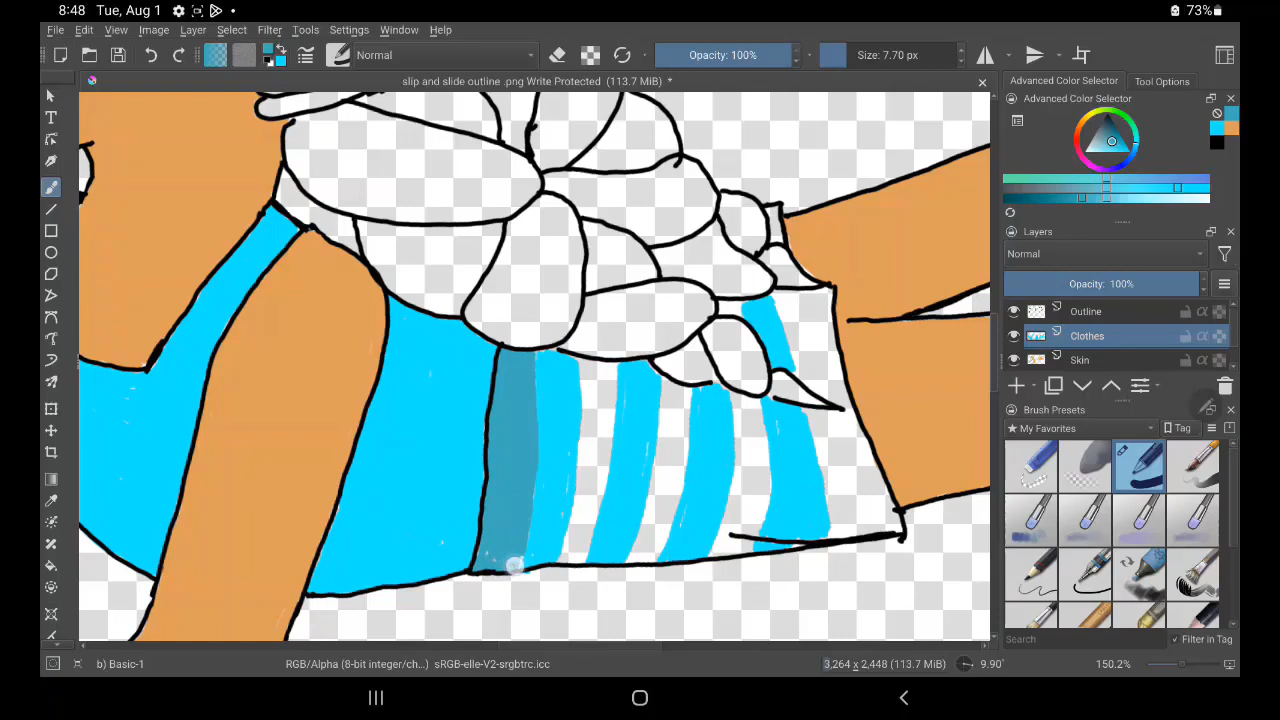 8:48 Tue, Aug 1
73%
File Edit View Image Layer Select Filter Tools Settings Window Help
Normal
Opacity: 100%
Size: 7.70 px
slip and slide outline .png Write Protected (113.7 MiB) *
Advanced Color Selector
Tool Options
Advanced Color Selector
Layers
Normal
Opacity: 100%
Outline
Clothes
Skin
Brush Presets
★ My Favorites
Tag
Search
Filter in Tag
b) Basic-1
RGB/Alpha (8-bit integer/ch...) sRGB-elle-V2-srgbtrc.icc
3,264 x 2,448 (113.7 MiB)
9.90°
150.2%